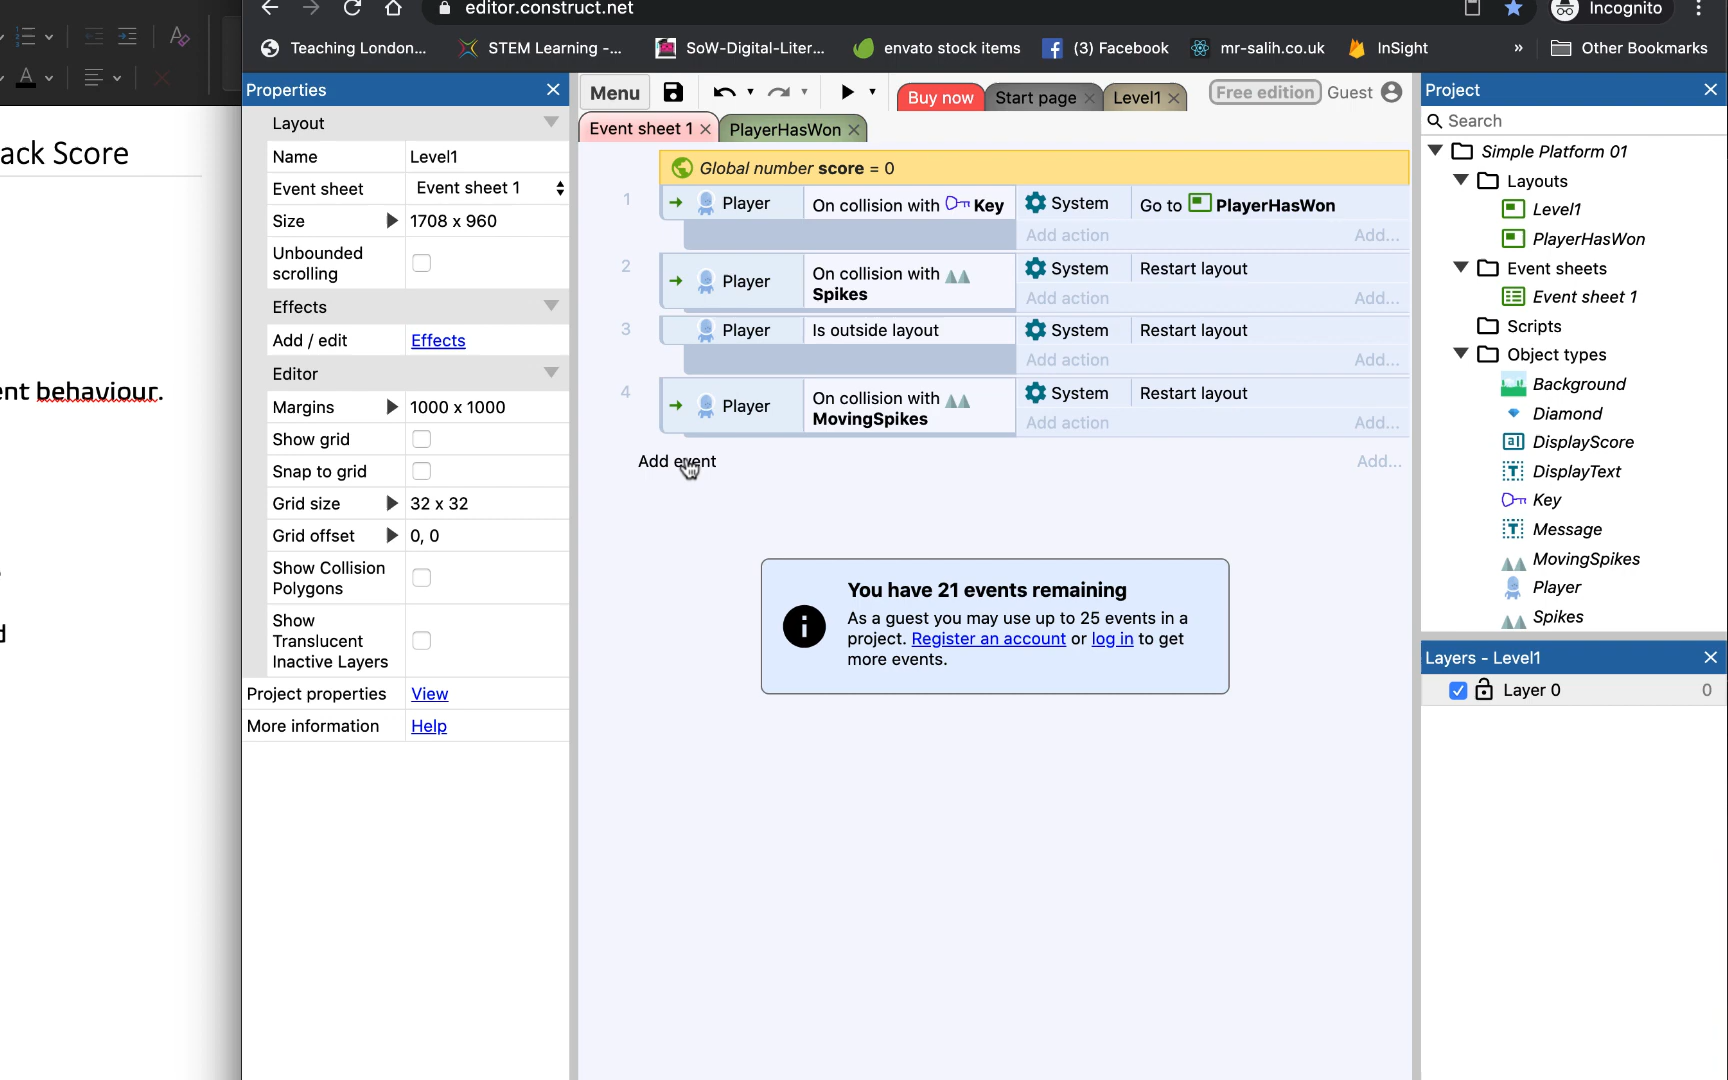 editor.construct.net
Incognito
Teaching London...
STEM Learning -...
SoW-Digital-Liter...
envato stock items
(3) Facebook
mr-salih.co.uk
InSight
»
Other Bookmarks
ack Score
ent behaviour.
d
Properties
Layout
Name Level1
Event sheet Event sheet 1
Size 1708 x 960
Unbounded
scrolling
Effects
Add / edit Effects
Editor
Margins 1000 x 1000
Show grid
Snap to grid
Grid size 32 x 32
Grid offset 0, 0
Show Collision
Polygons
Show
Translucent
Inactive Layers
Project properties View
More information Help
Menu
Buy now
Start page
Level1
Free edition
Guest
Event sheet 1
PlayerHasWon
Global number score = 0
1 Player On collision with Key System Go to PlayerHasWon
Add action Add...
2 Player On collision with
Spikes
System Restart layout
Add action Add...
3 Player Is outside layout System Restart layout
Add action Add...
4 Player On collision with
MovingSpikes
System Restart layout
Add action Add...
Add event Add...
You have 21 events remaining
As a guest you may use up to 25 events in a
project. Register an account or log in to get
more events.
Project
Search
Simple Platform 01
Layouts
Level1
PlayerHasWon
Event sheets
Event sheet 1
Scripts
Object types
Background
Diamond
DisplayScore
DisplayText
Key
Message
MovingSpikes
Player
Spikes
Layers - Level1
Layer 0 0